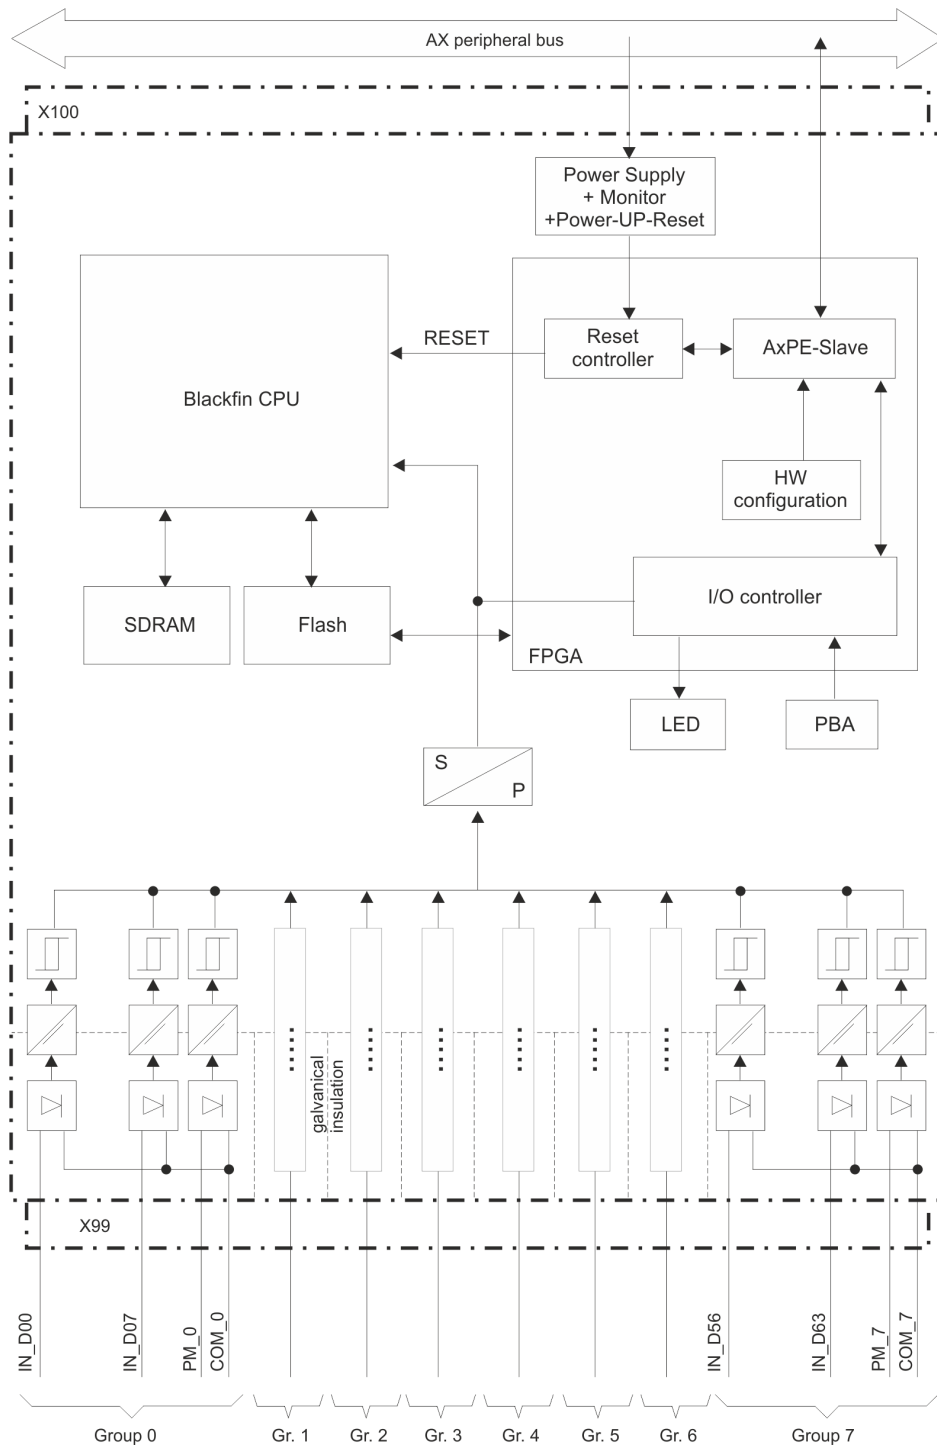 AX peripheral bus
X100
Power Supply
+ Monitor
+Power-UP-Reset
RESET
Reset
controller
AxPE-Slave
Blackfin CPU
HW
configuration
SDRAM
Flash
I/O controller
FPGA
LED
PBA
S
P
galvanical
insulation
X99
IN_D00
IN_D07
PM_0
COM_0
IN_D56
IN_D63
PM_7
COM_7
Group 0
Gr. 1
Gr. 2
Gr. 3
Gr. 4
Gr. 5
Gr. 6
Group 7